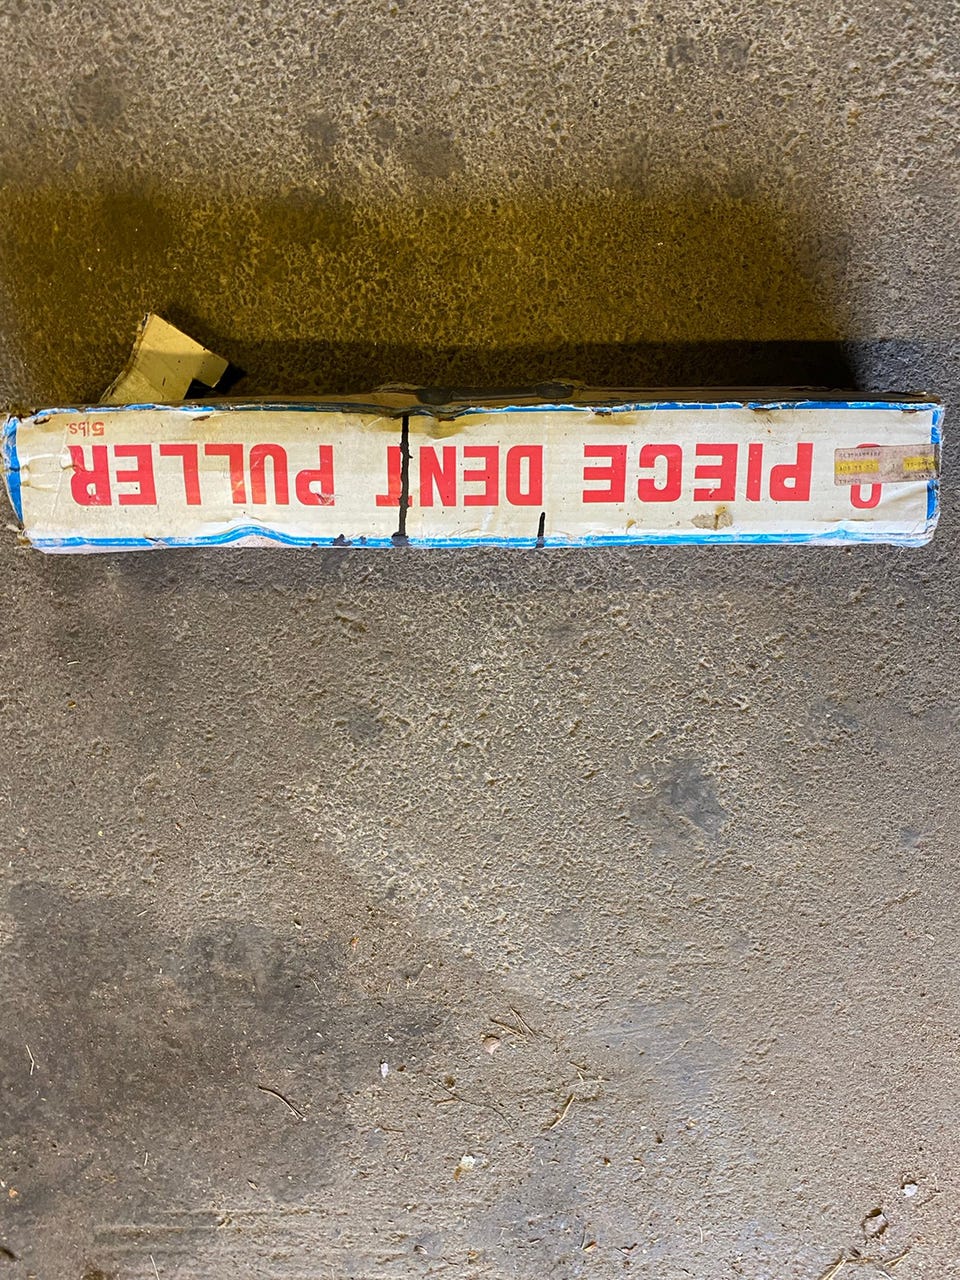 PIECE DENT PULLER
5lbs.